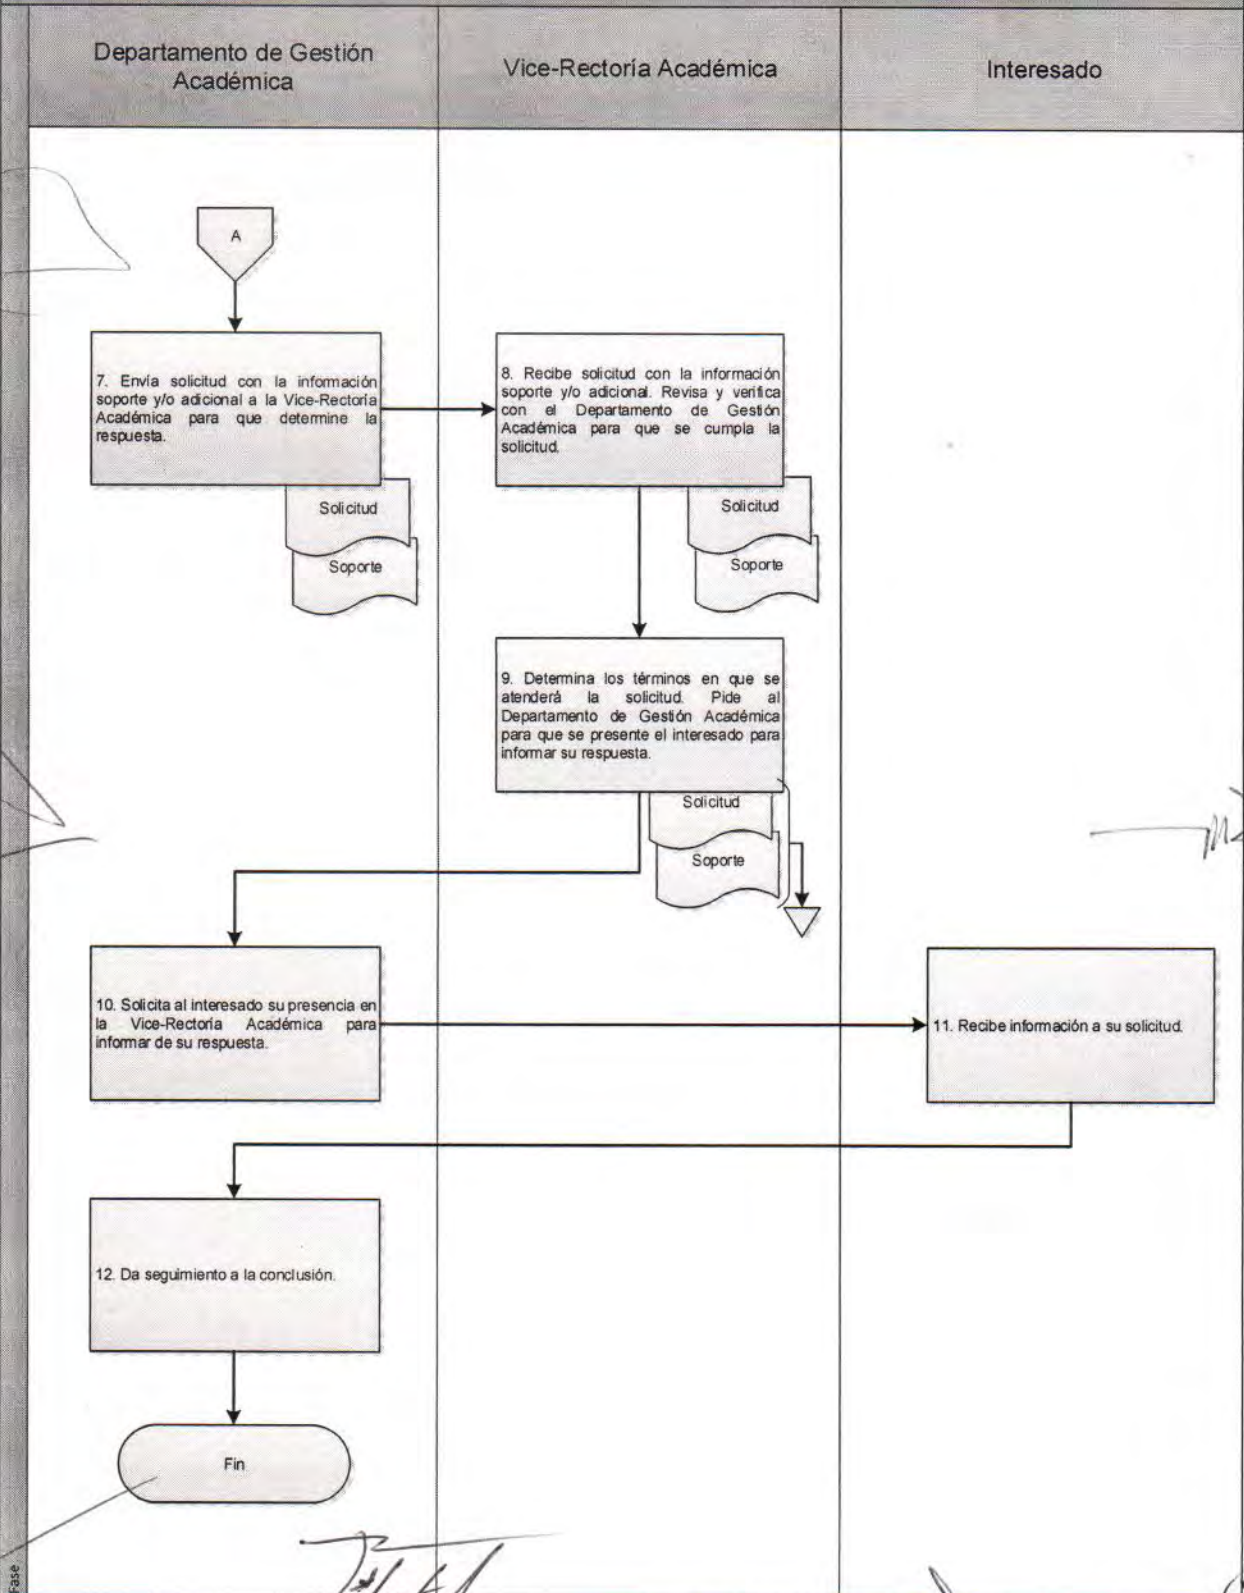 Departamento de Gestión
Académica
Vice-Rectoría Académica
Interesado
A
7. Envía solicitud con la información
soporte y/o adicional a la Vice-Rectoría
Académica para que determine la
respuesta.
Solicitud
Soporte
8. Recibe solicitud con la información
soporte y/o adicional. Revisa y verifica
con el Departamento de Gestión
Académica para que se cumpla la
solicitud.
Solicitud
Soporte
9. Determina los términos en que se
atenderá la solicitud. Pide al
Departamento de Gestión Académica
para que se presente el interesado para
informar su respuesta.
Solicitud
Soporte
10. Solicita al interesado su presencia en
la Vice-Rectoría Académica para
informar de su respuesta.
11. Recibe información a su solicitud.
12. Da seguimiento a la conclusión.
Fin
Fase